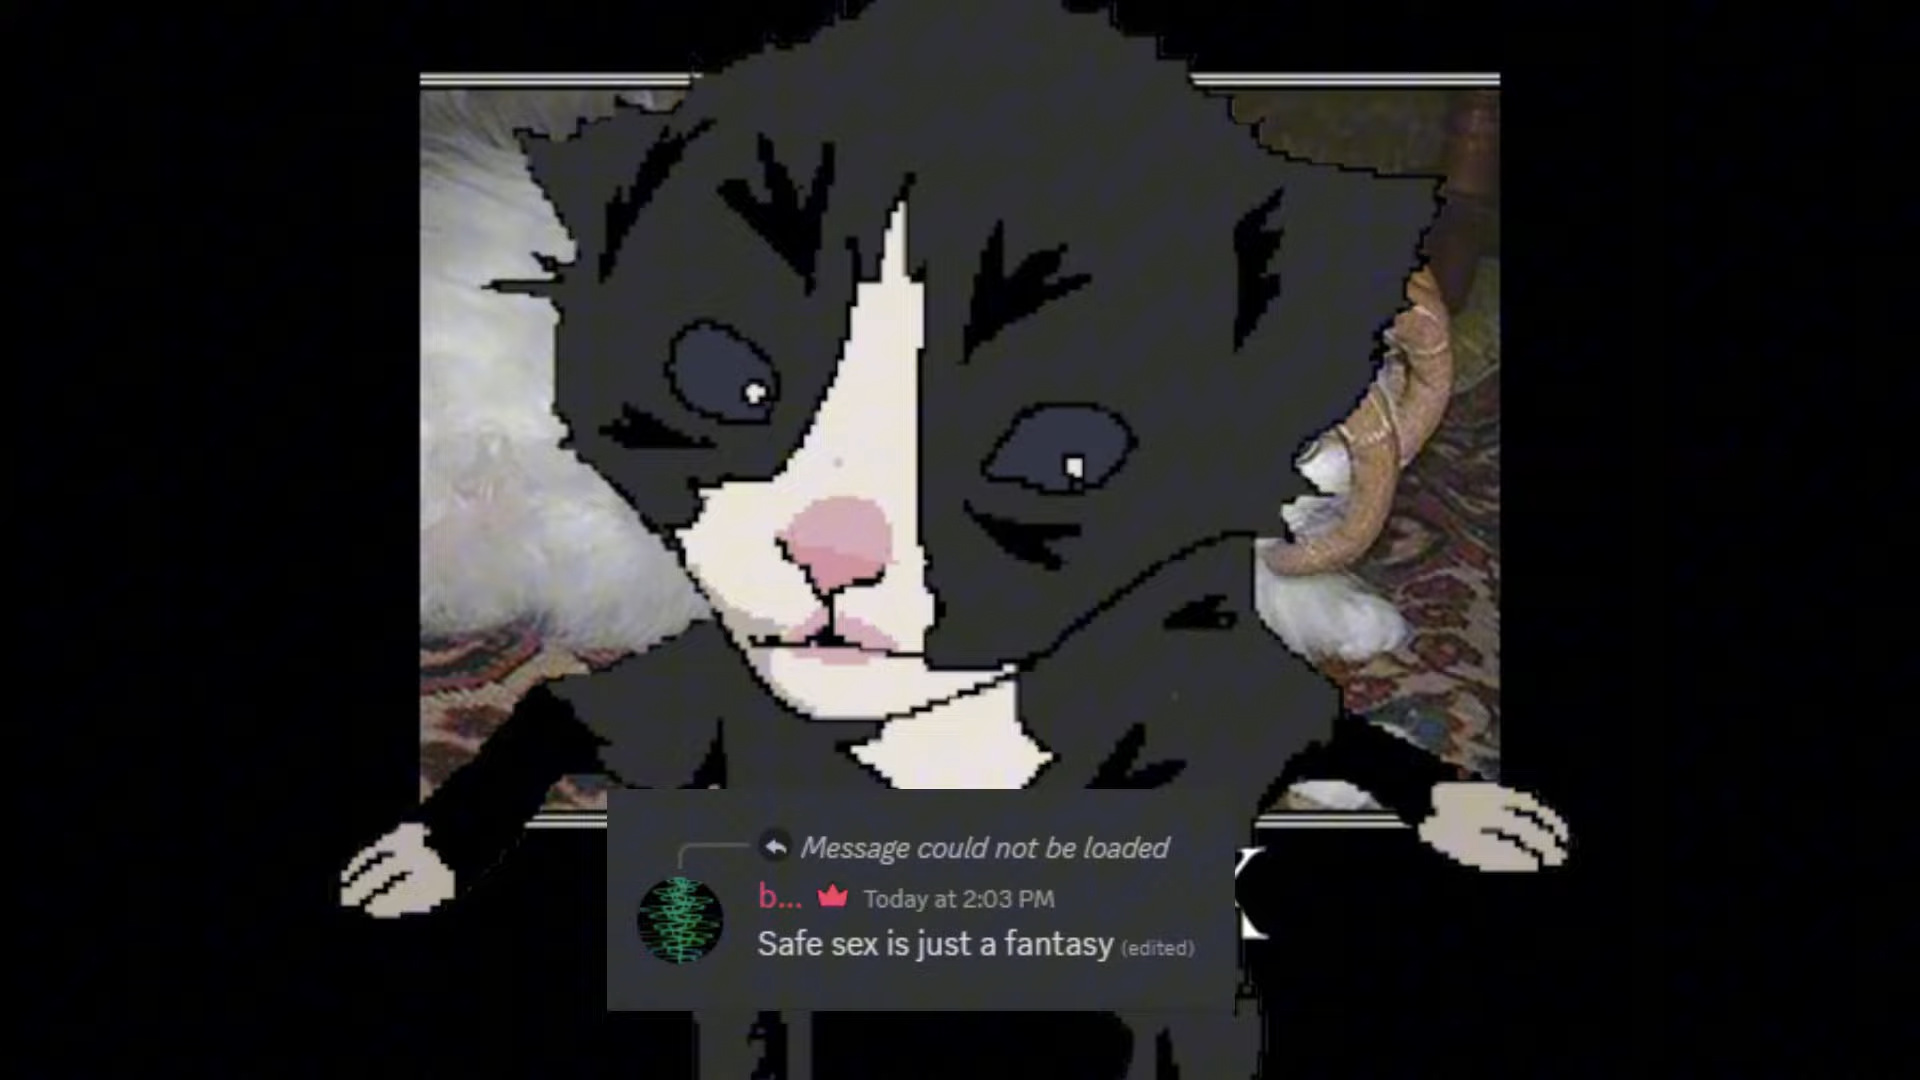 Message could not be loaded
b... Today at 2:03 PM
Safe sex is just a fantasy (edited)